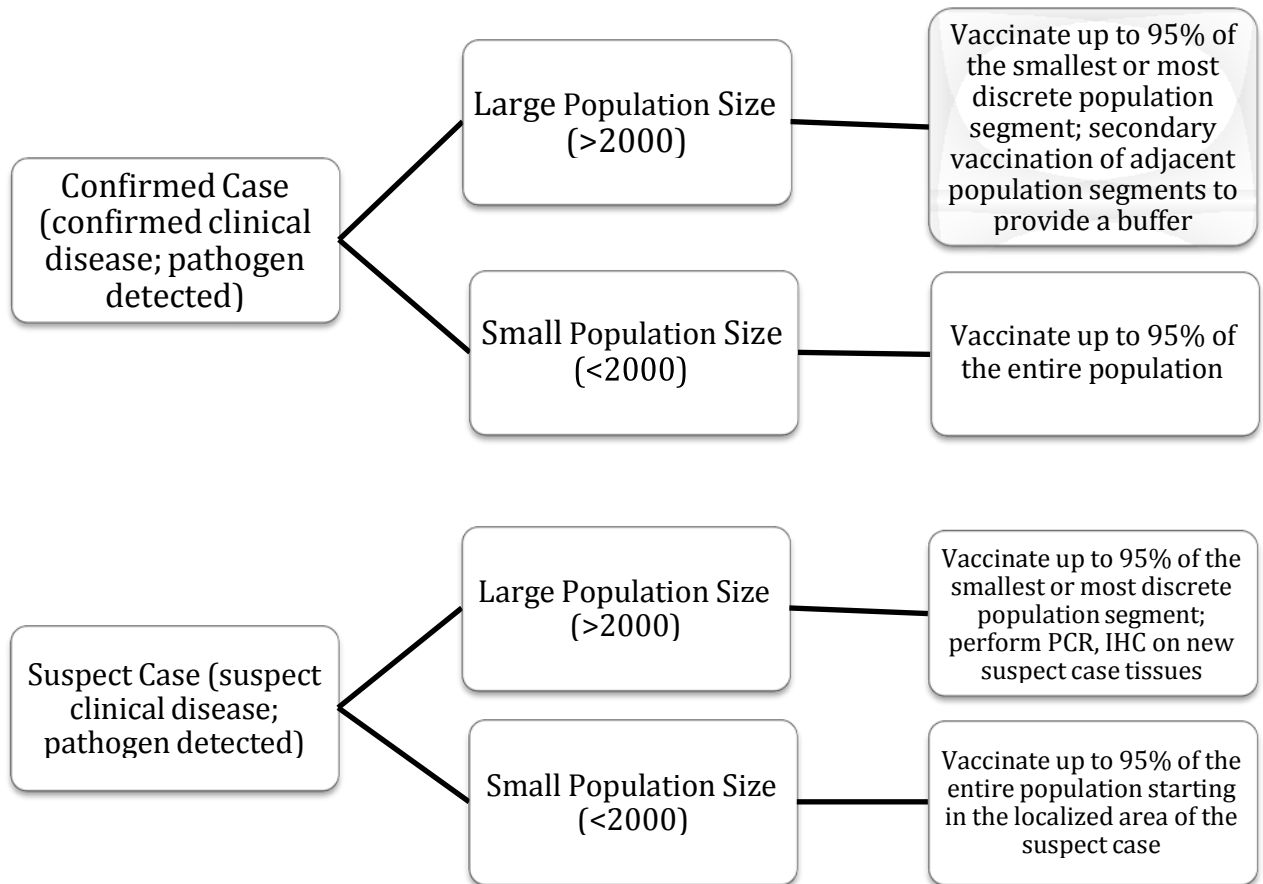 Confirmed Case
(confirmed clinical
disease; pathogen
detected)
Large Population Size
(>2000)
Vaccinate up to 95% of
the smallest or most
discrete population
segment; secondary
vaccination of adjacent
population segments to
provide a buffer
Small Population Size
(<2000)
Vaccinate up to 95% of
the entire population
Suspect Case (suspect
clinical disease;
pathogen detected)
Large Population Size
(>2000)
Vaccinate up to 95% of the
smallest or most discrete
population segment;
perform PCR, IHC on new
suspect case tissues
Small Population Size
(<2000)
Vaccinate up to 95% of the
entire population starting
in the localized area of the
suspect case